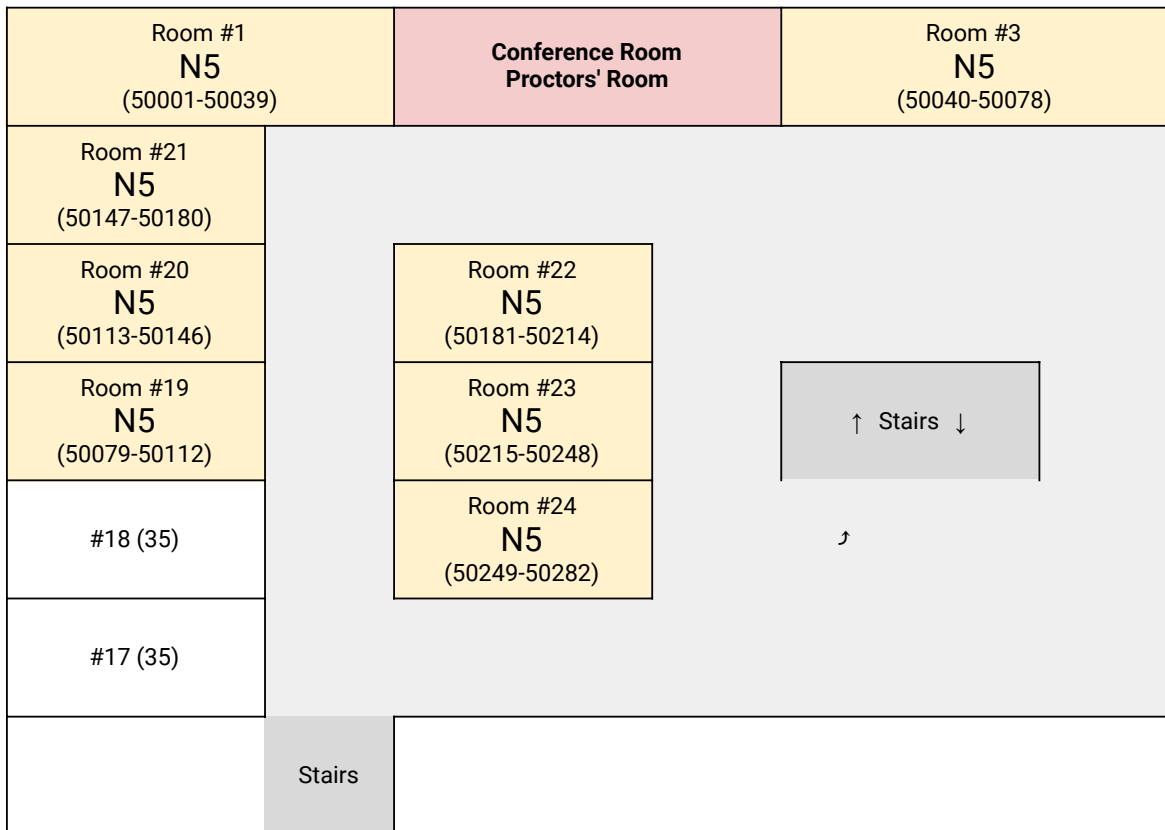 Room #1
N5
(50001-50039)
Conference Room
Proctors' Room
Room #3
N5
(50040-50078)
Room #21
N5
(50147-50180)
Room #20
N5
(50113-50146)
Room #22
N5
(50181-50214)
Room #19
N5
(50079-50112)
Room #23
N5
(50215-50248)
↑ Stairs ↓
#18 (35)
Room #24
N5
(50249-50282)
⤴
#17 (35)
Stairs